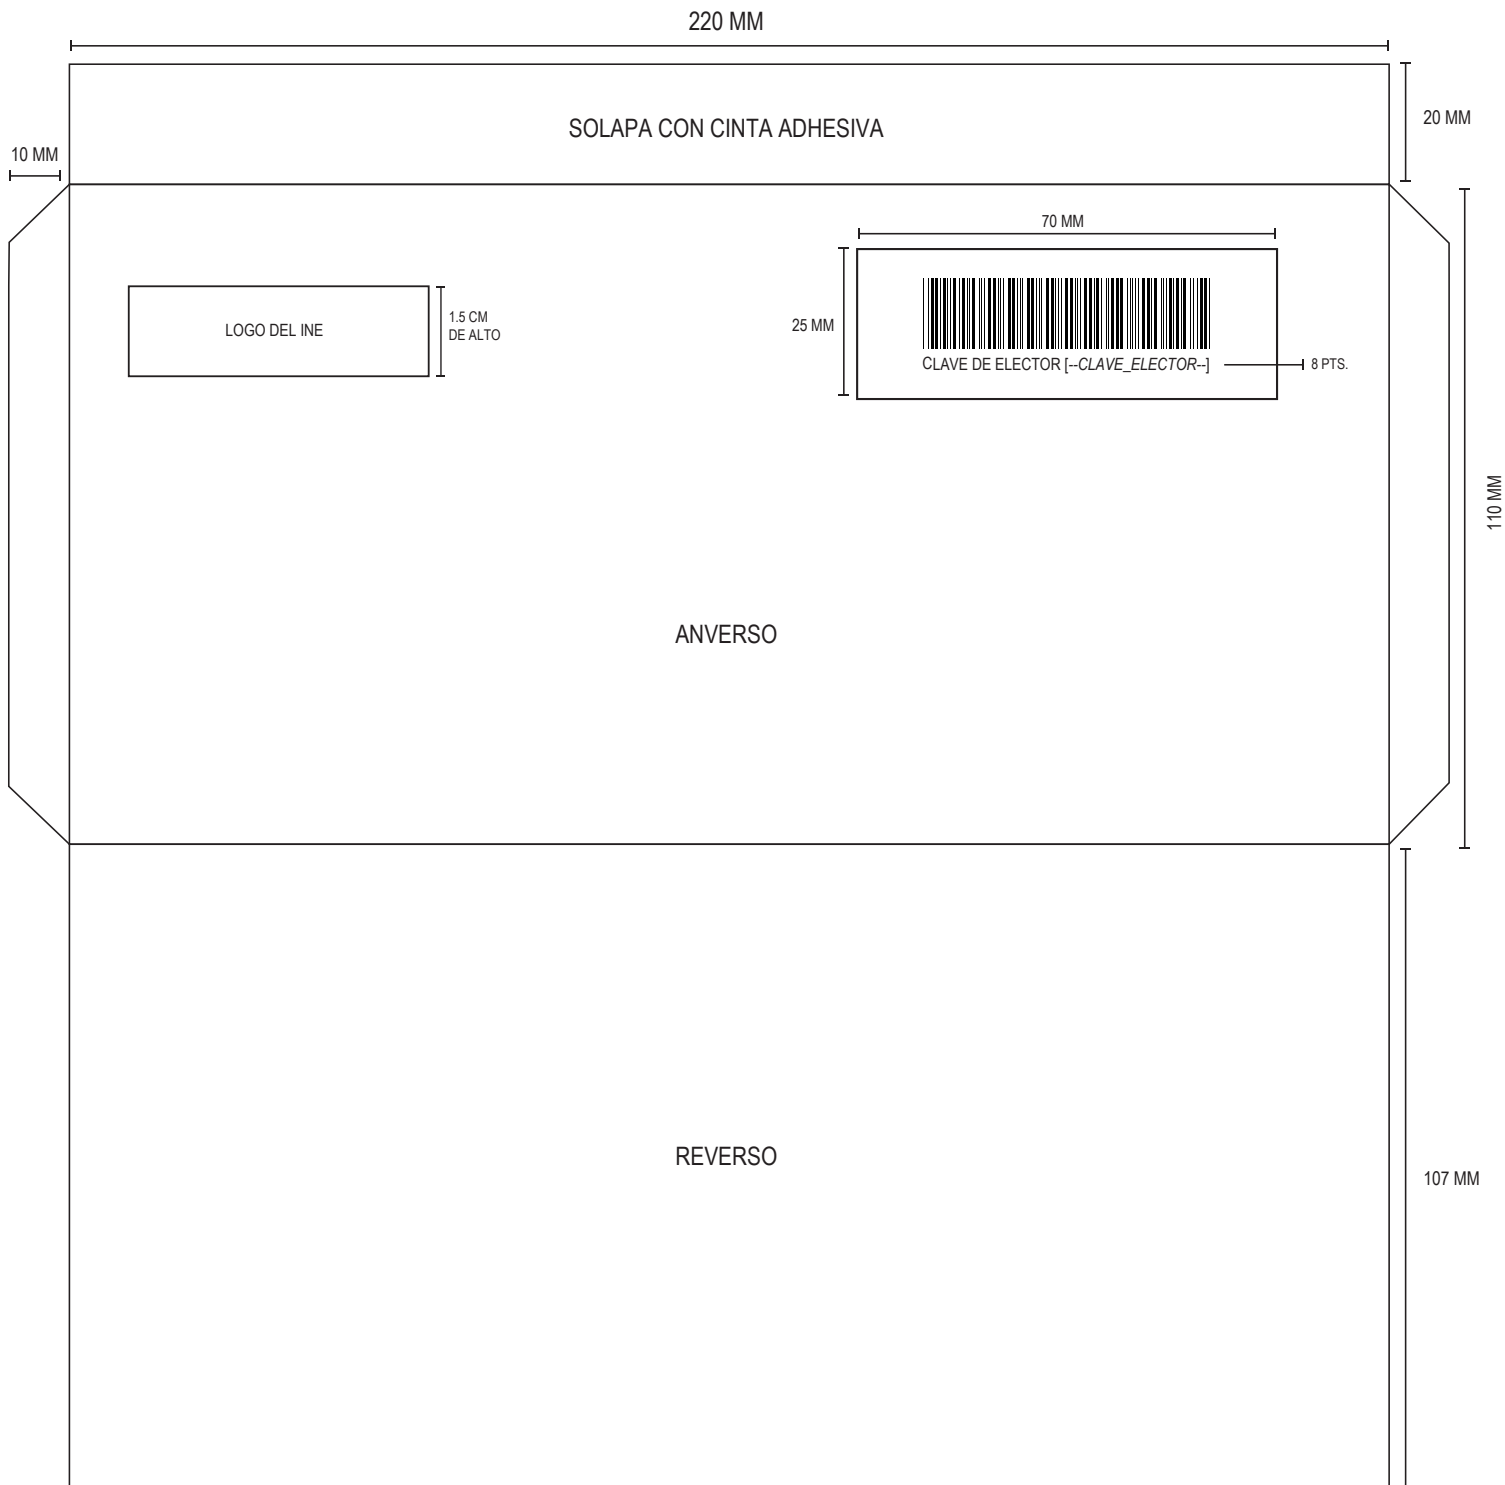 220 MM
SOLAPA CON CINTA ADHESIVA
20 MM
10 MM
70 MM
LOGO DEL INE
1.5 CM
DE ALTO
25 MM
CLAVE DE ELECTOR [--CLAVE_ELECTOR--]
8 PTS.
110 MM
ANVERSO
REVERSO
107 MM